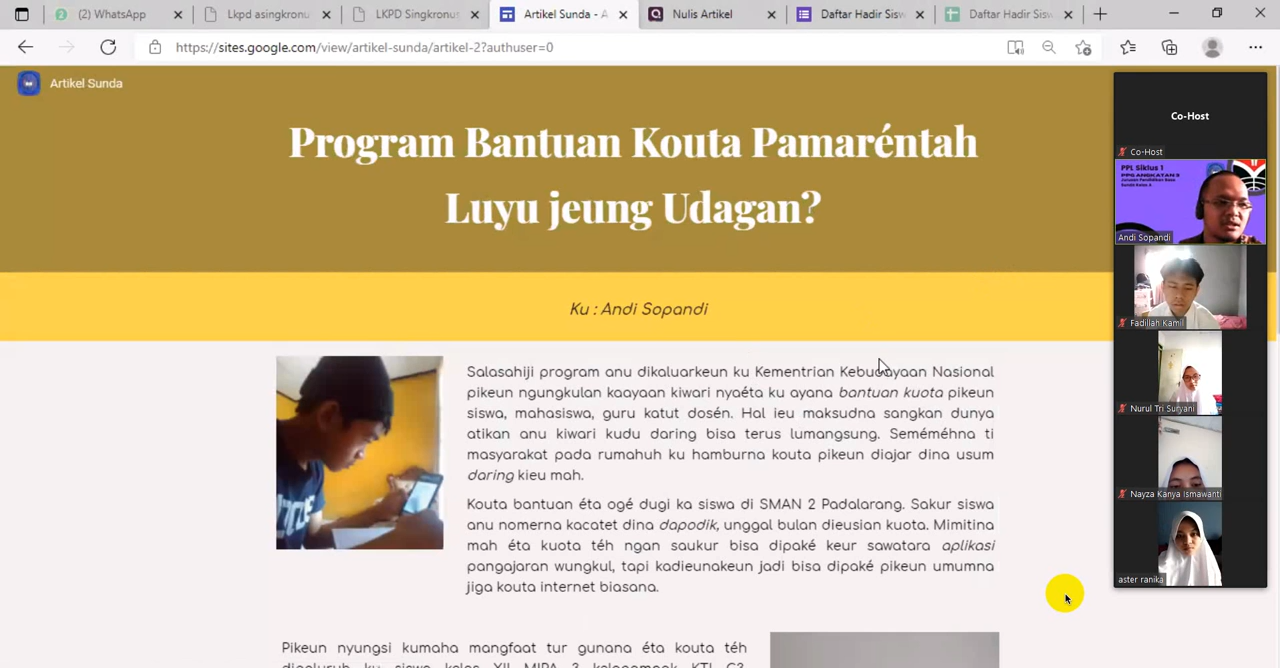 (2) WhatsApp
Lkpd asingkronu
LKPD Singkronus
Artikel Sunda - A
Nulis Artikel
Daftar Hadir Sisw
Daftar Hadir Sisw
https://sites.google.com/view/artikel-sunda/artikel-2?authuser=0
Artikel Sunda
Program Bantuan Kouta Pamaréntah
Luyu jeung Udagan?
Ku : Andi Sopandi
Salasahiji program anu dikaluarkeun ku Kementrian Kebudayaan Nasional
pikeun ngungkulan kaayaan kiwari nyaéta ku ayana bantuan kuota pikeun
siswa, mahasiswa, guru katut dosén. Hal ieu maksudna sangkan dunya
atikan anu kiwari kudu daring bisa terus lumangsung. Seméméhna ti
masyarakat pada rumahuh ku hamburna kouta pikeun diajar dina usum
daring kieu mah.
Kouta bantuan éta ogé dugi ka siswa di SMAN 2 Padalarang. Sakur siswa
anu nomerna kacatet dina dapodik, unggal bulan dieusian kuota. Mimitina
mah éta kuota téh ngan saukur bisa dipaké keur sawatara aplikasi
pangajaran wungkul, tapi kadieunakeun jadi bisa dipaké pikeun umumna
jiga kouta internet biasana.
Pikeun nyungsi kumaha mangfaat tur gunana éta kouta téh
Co-Host
Co-Host
PPL Siklus 1
PPG ANGKATAN 3
Andi Sopandi
Fadillah Kamil
Nurul Tri Suryani
Nayza Kanya Ismawanti
aster ranika